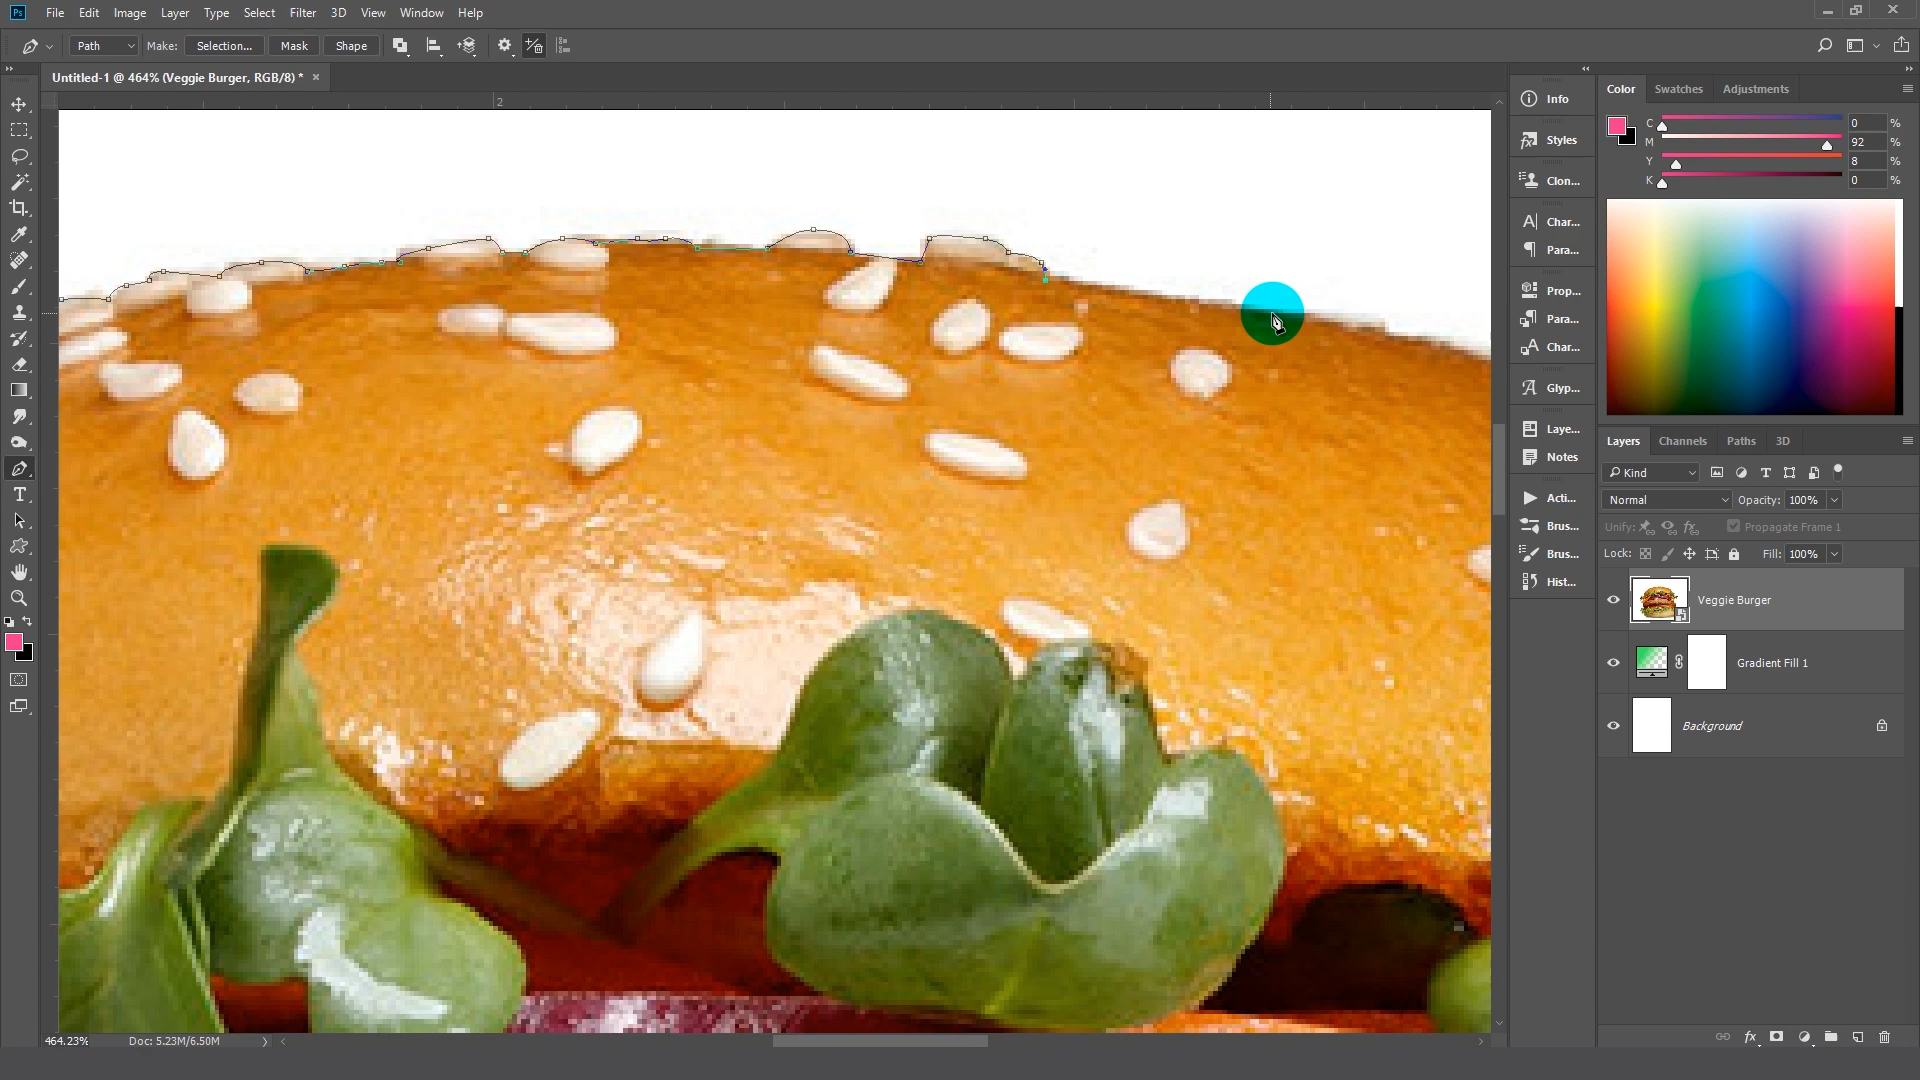 Ps File Edit Image Layer Type Select Filter 3D View Window Help
Path Make: Selection... Mask Shape
Untitled-1 @ 464% (Veggie Burger, RGB/8) * ×
2
Info
Styles
Clon...
Char...
Para...
Prop...
Para...
Char...
Glyp...
Laye...
Notes
Acti...
Brus...
Brus...
Hist...
Color Swatches Adjustments
C 0 %
M 92 %
Y 8 %
K 0 %
Layers Channels Paths 3D
Kind
Normal Opacity: 100%
Unify: Propagate Frame 1
Lock: Fill: 100%
Veggie Burger
Gradient Fill 1
Background
464.23% Doc: 5.23M/6.50M